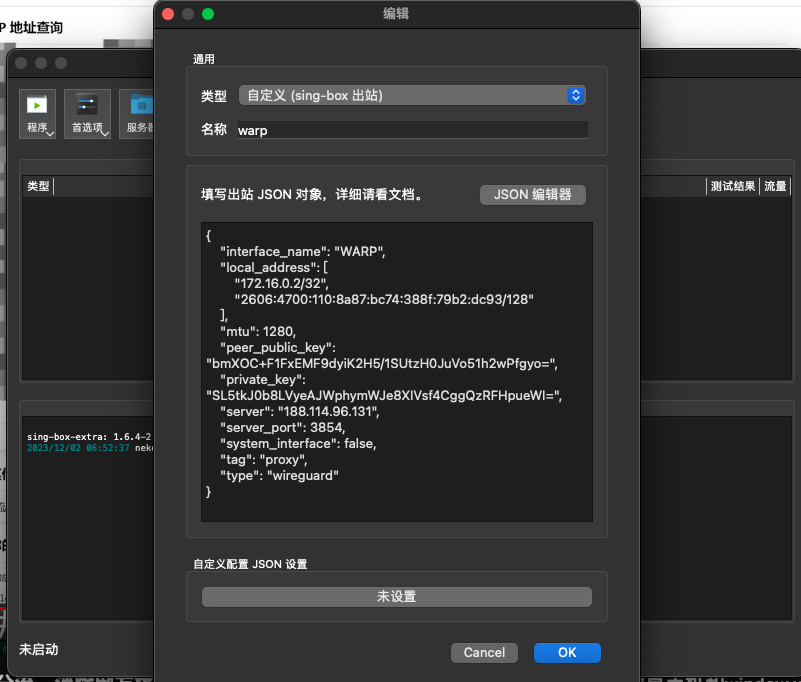 P 地址查询
编辑
程序
首选项
服务器
类型
测试结果
流量
通用
类型
自定义 (sing-box 出站)
名称
warp
填写出站 JSON 对象，详细请看文档。
JSON 编辑器
{
"interface_name": "WARP",
"local_address": [
"172.16.0.2/32",
"2606:4700:110:8a87:bc74:388f:79b2:dc93/128"
],
"mtu": 1280,
"peer_public_key":
"bmXOC+F1FxEMF9dyiK2H5/1SUtzH0JuVo51h2wPfgyo=",
"private_key":
"SL5tkJ0b8LVyeAJWphymWJe8XlVsf4CggQzRFHpueWI=",
"server": "188.114.96.131",
"server_port": 3854,
"system_interface": false,
"tag": "proxy",
"type": "wireguard"
}
sing-box-extra: 1.6.4-2
2023/12/02 06:52:37 neko
自定义配置 JSON 设置
未设置
Cancel
OK
未启动